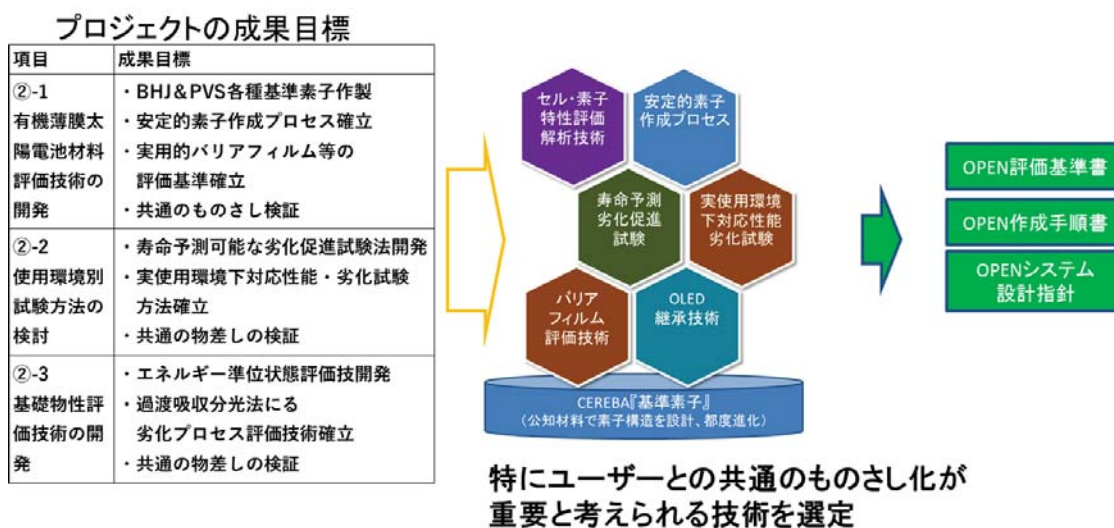 プロジェクトの成果目標
項目
成果目標
②-1
有機薄膜太
陽電池材料
評価技術の
開発
・BHJ＆PVS各種基準素子作製
・安定的素子作成プロセス確立
・実用的バリアフィルム等の
評価基準確立
・共通のものさし検証
②-2
使用環境別
試験方法の
検討
・寿命予測可能な劣化促進試験法開発
・実使用環境下対応性能・劣化試験
方法確立
・共通の物差しの検証
②-3
基礎物性評
価技術の開
発
・エネルギー準位状態評価技開発
・過渡吸収分光法にる
劣化プロセス評価技術確立
・共通の物差しの検証
セル・素子
特性評価
解析技術
安定的素子
作成プロセス
寿命予測
劣化促進
試験
実使用環境
下対応性能
劣化試験
バリア
フィルム
評価技術
OLED
継承技術
CEREBA『基準素子』
（公知材料で素子構造を設計、都度進化）
OPEN評価基準書
OPEN作成手順書
OPENシステム
設計指針
特にユーザーとの共通のものさし化が
重要と考えられる技術を選定